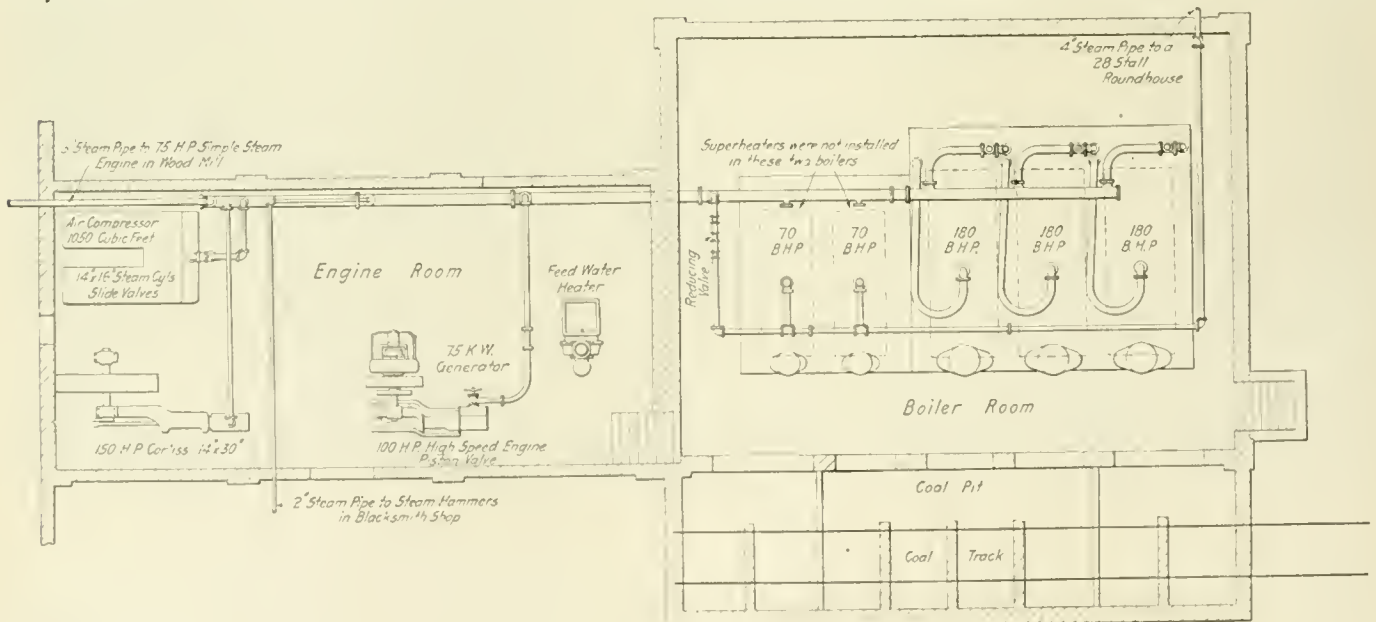 4" Steam Pipe to a
28 Stall
Roundhouse
Steam Pipe to 75 H.P. Simple Steam
Engine in Wood Mill
Superheaters were not installed
in these two boilers
Air Compressor
1050 Cubic Feet
14"x16" Steam Cyl's
Slide Valves
Engine Room
Feed Water
Heater
Reducing
Valve
70
B.H.P.
70
B.H.P.
180
B.H.P.
180
B.H.P.
180
B.H.P.
75 K.W.
Generator
Boiler Room
150 H.P. Corliss 14"x30"
100 H.P. High Speed Engine
Piston Valve
2" Steam Pipe to Steam Hammers
in Blacksmith Shop
Coal Pit
Coal Track